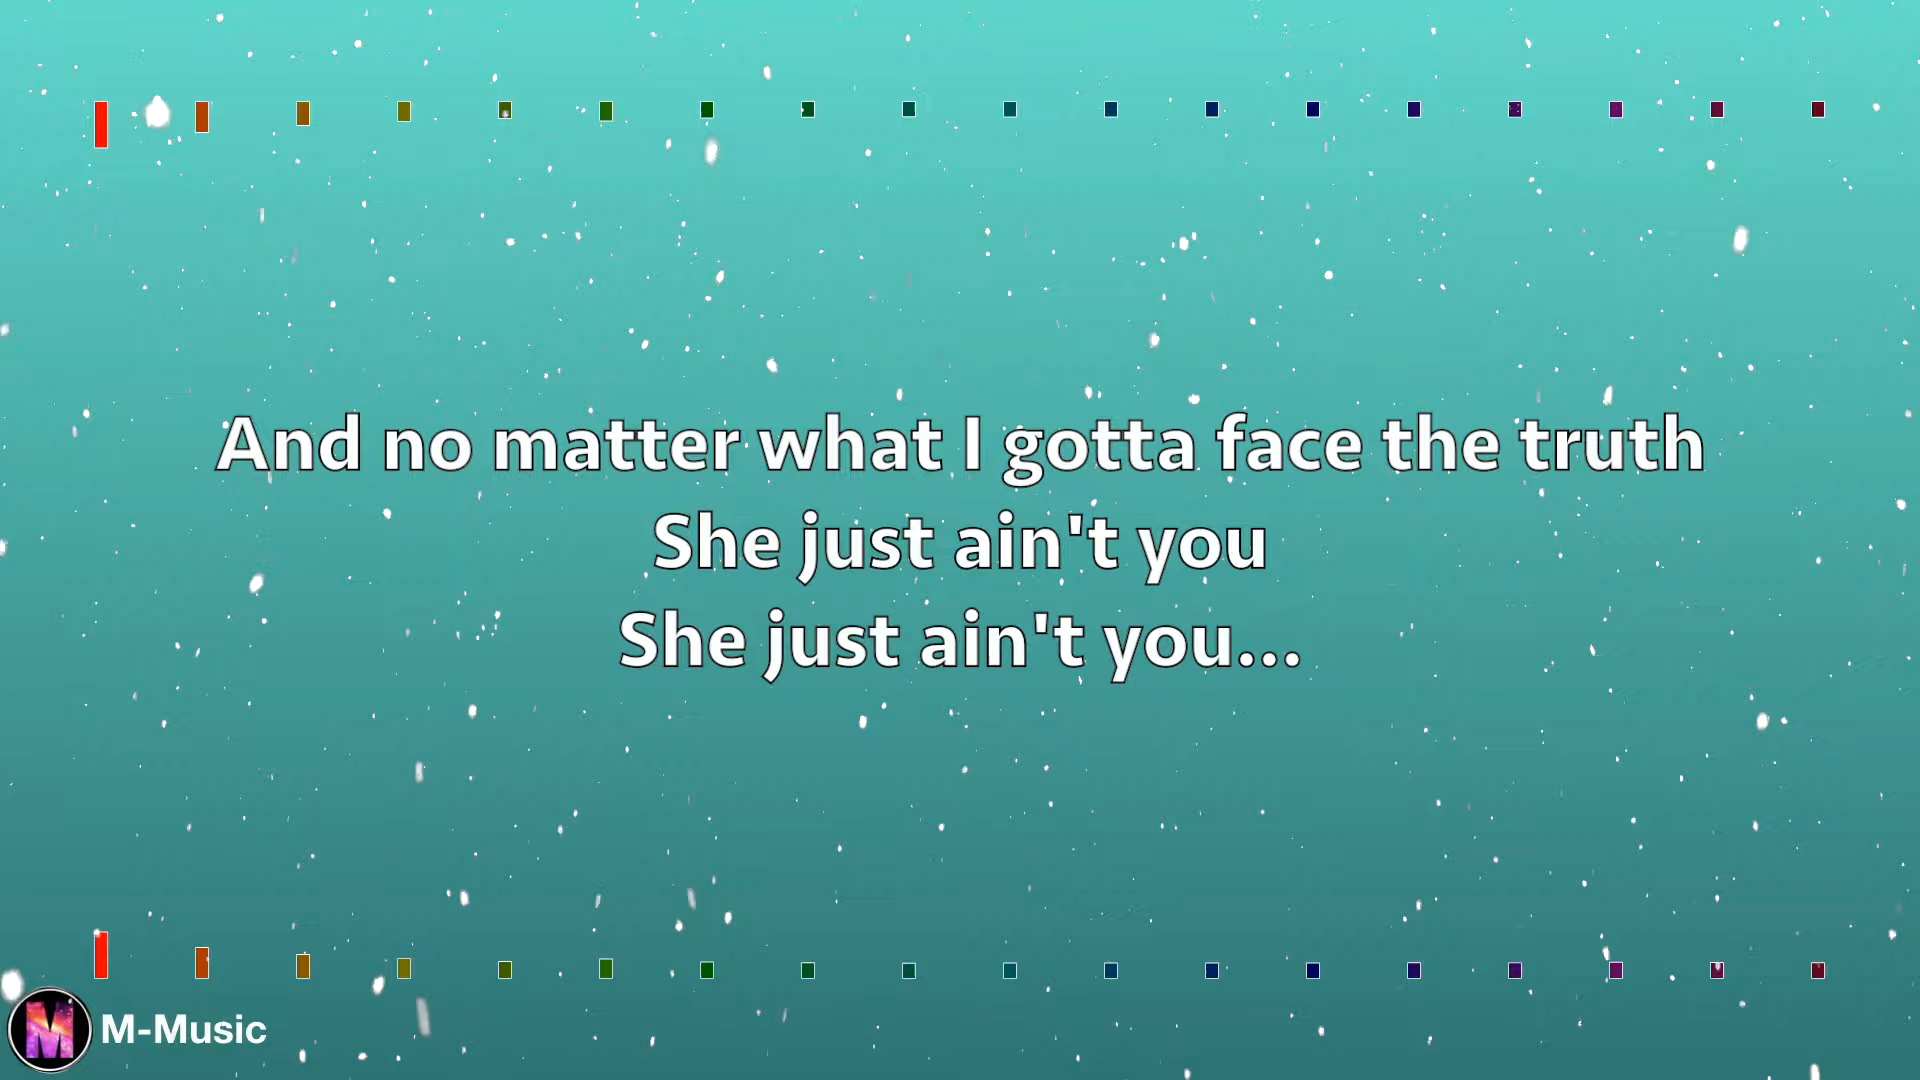 And no matter what I gotta face the truth
She just ain't you
She just ain't you...
M-Music